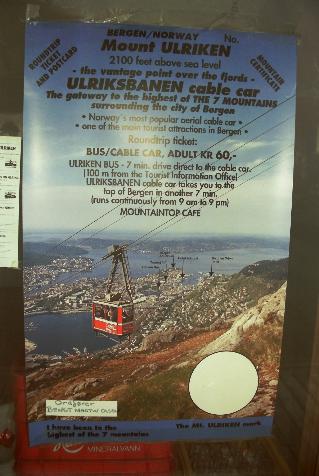 BERGEN/NORWAY No.
Mount ULRIKEN
ROUNDTRIP
TICKET
AND POSTCARD
MOUNTAIN
CERTIFICATE
2100 feet above sea level
- the vantage point over the fjords -
ULRIKSBANEN cable car
The gateway to the highest of THE 7 MOUNTAINS
surrounding the city of Bergen
• Norway's most popular aerial cable car •
• one of the main tourist attractions in Bergen •
Roundtrip ticket:
BUS/CABLE CAR, ADULT KR 60,-
ULRIKEN BUS - 7 min. drive direct to the cable car.
(100 m from the Tourist Information Office)
ULRIKSBANEN cable car takes you to the
top of Bergen in another 7 min.
(runs continuously from 9 am to 9 pm)
MOUNTAINTOP CAFE
I have been to the
highest of the 7 mountains
The Mt. ULRIKEN mark
MINERALVANN